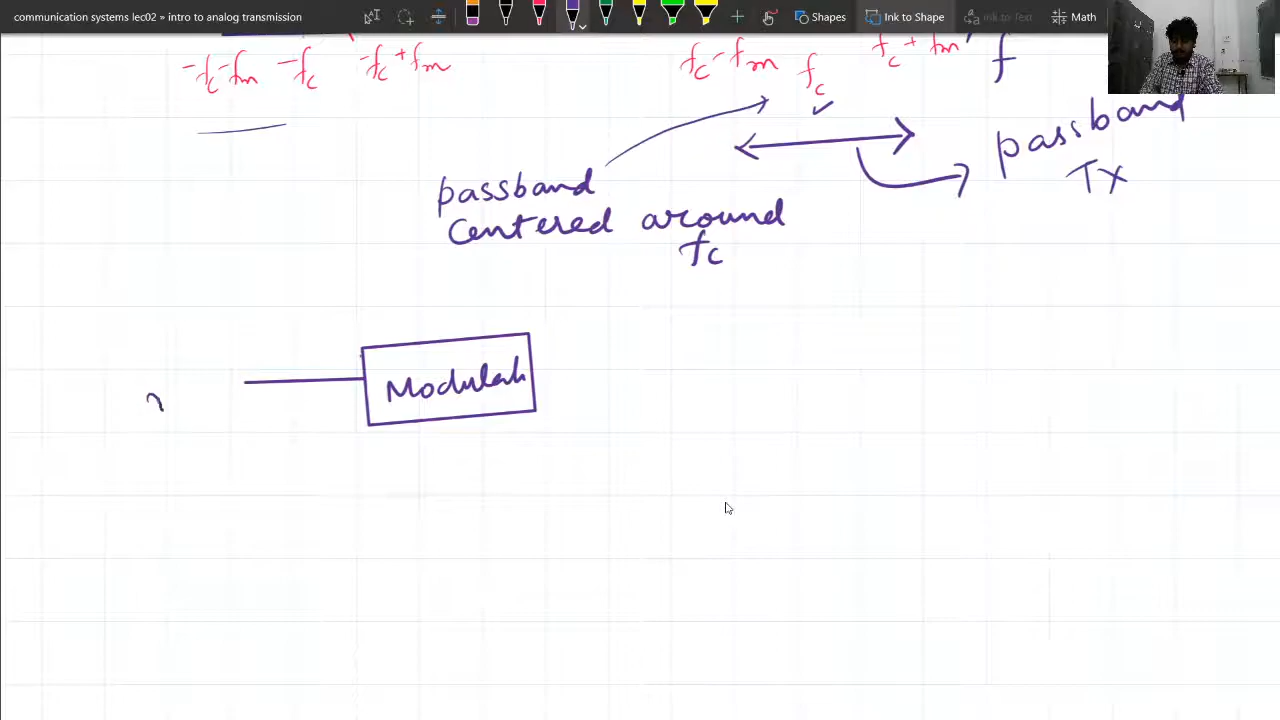 communication systems lec02 » intro to analog transmission
Shapes
Ink to Shape
Ink to Text
Math
-fc-fm -fc -fc+fm
fc-fm fc fc+fm f
passband
Tx
passband
centered around
fc